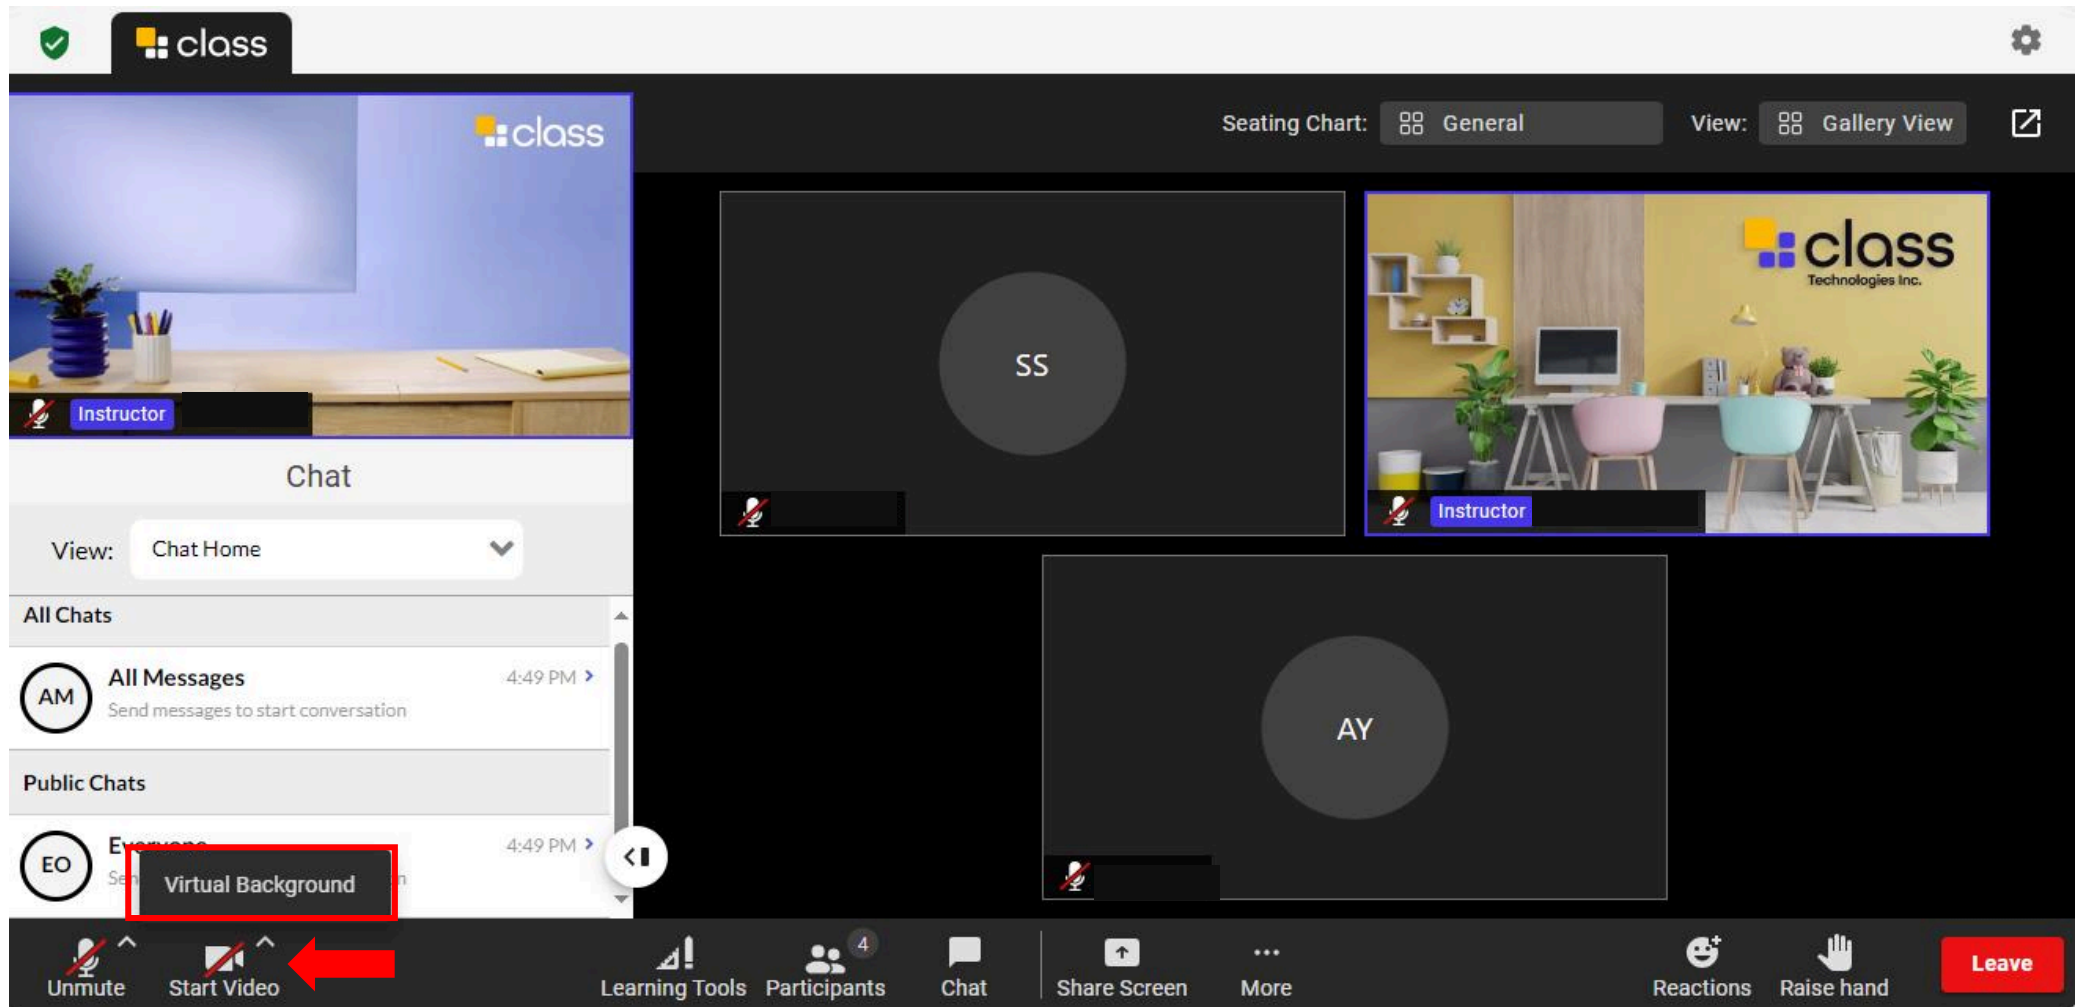 class
class
Seating Chart:
General
View:
Gallery View
Instructor
SS
class
Technologies Inc.
Instructor
Chat
View:
Chat Home
All Chats
AM
All Messages
4:49 PM
Send messages to start conversation
Public Chats
EO
Everyone
4:49 PM
Virtual Background
AY
Unmute
Start Video
Learning Tools
4
Participants
Chat
Share Screen
More
Reactions
Raise hand
Leave